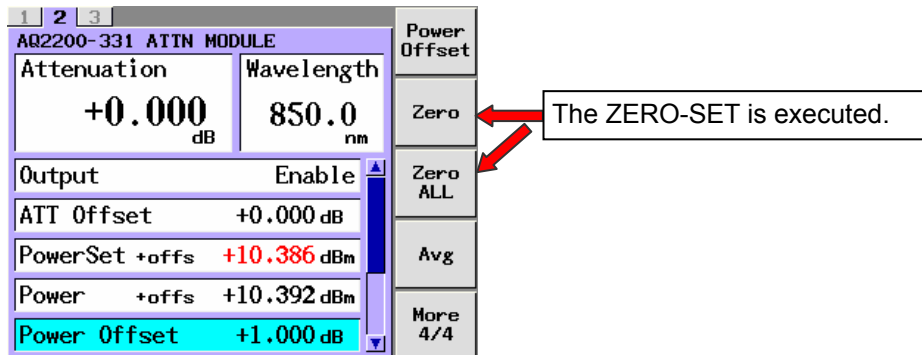 1 2 3
AQ2200-331 ATTN MODULE
Attenuation
+0.000
dB
Wavelength
850.0
nm
Output Enable
ATT Offset +0.000 dB
PowerSet +offs +10.386 dBm
Power +offs +10.392 dBm
Power Offset +1.000 dB
Power
Offset
Zero
Zero
ALL
Avg
More
4/4
The ZERO-SET is executed.